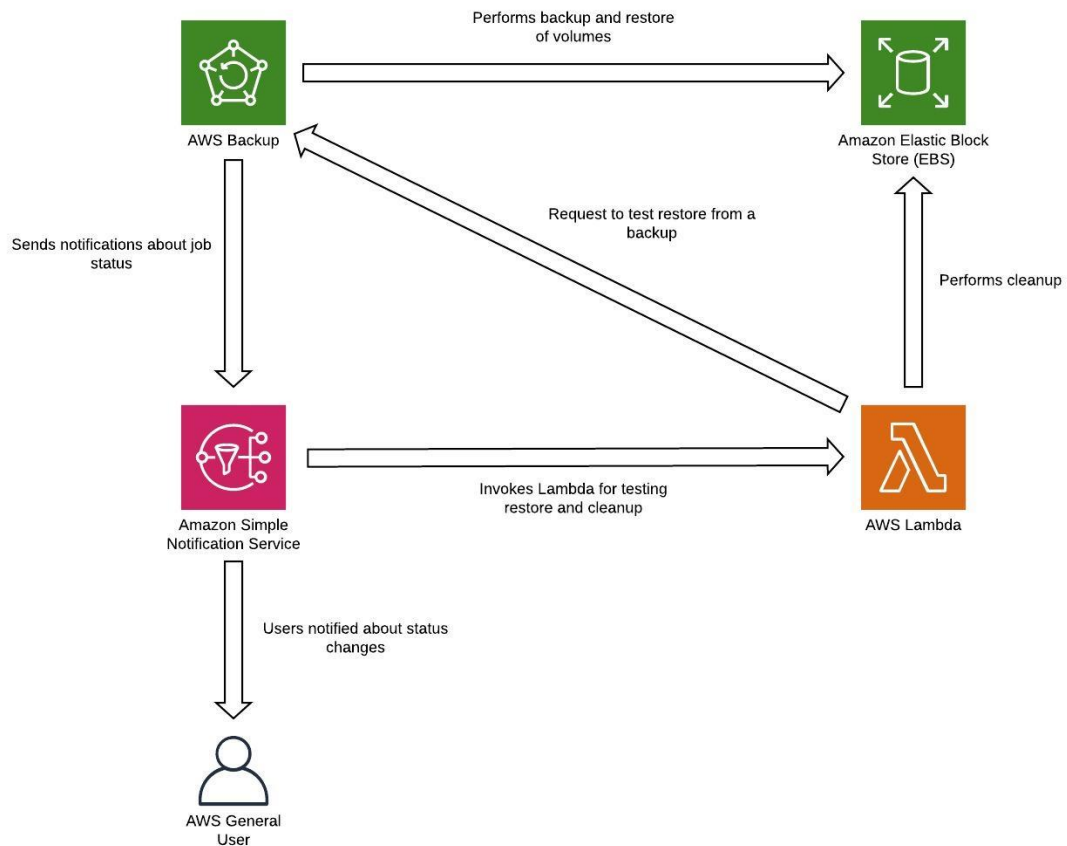 Performs backup and restore
of volumes
AWS Backup
Amazon Elastic Block
Store (EBS)
Request to test restore from a
backup
Sends notifications about job
status
Performs cleanup
Invokes Lambda for testing
restore and cleanup
Amazon Simple
Notification Service
AWS Lambda
Users notified about status
changes
AWS General
User